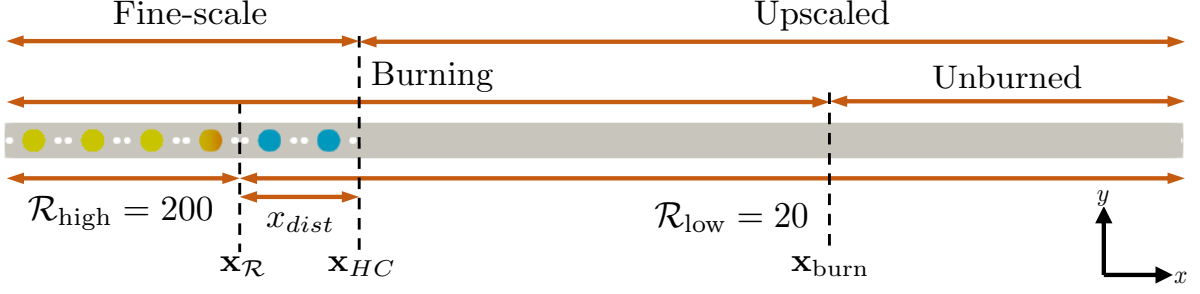 Fine-scale Upscaled
Burning Unburned
𝓡high = 200 x_dist 𝓡low = 20 y
x_𝓡 x_HC x_burn x